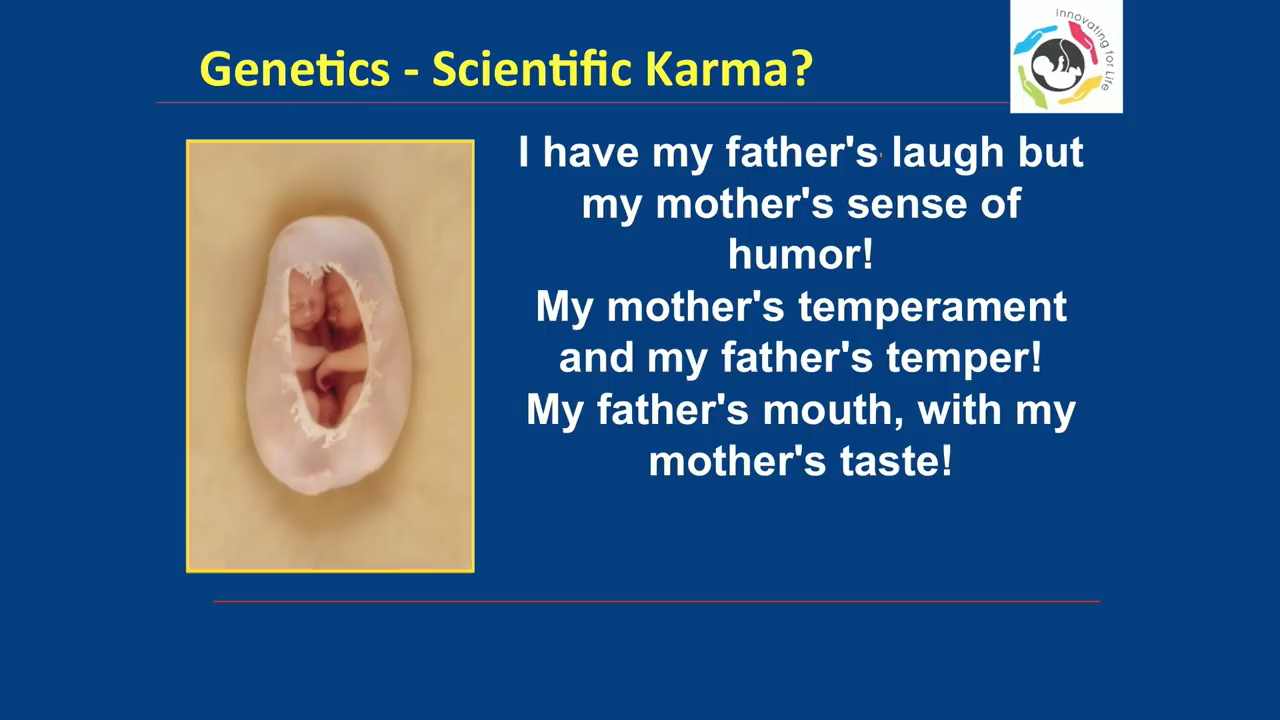 Genetics - Scientific Karma?
Innovating for Life
I have my father's laugh but
my mother's sense of
humor!
My mother's temperament
and my father's temper!
My father's mouth, with my
mother's taste!